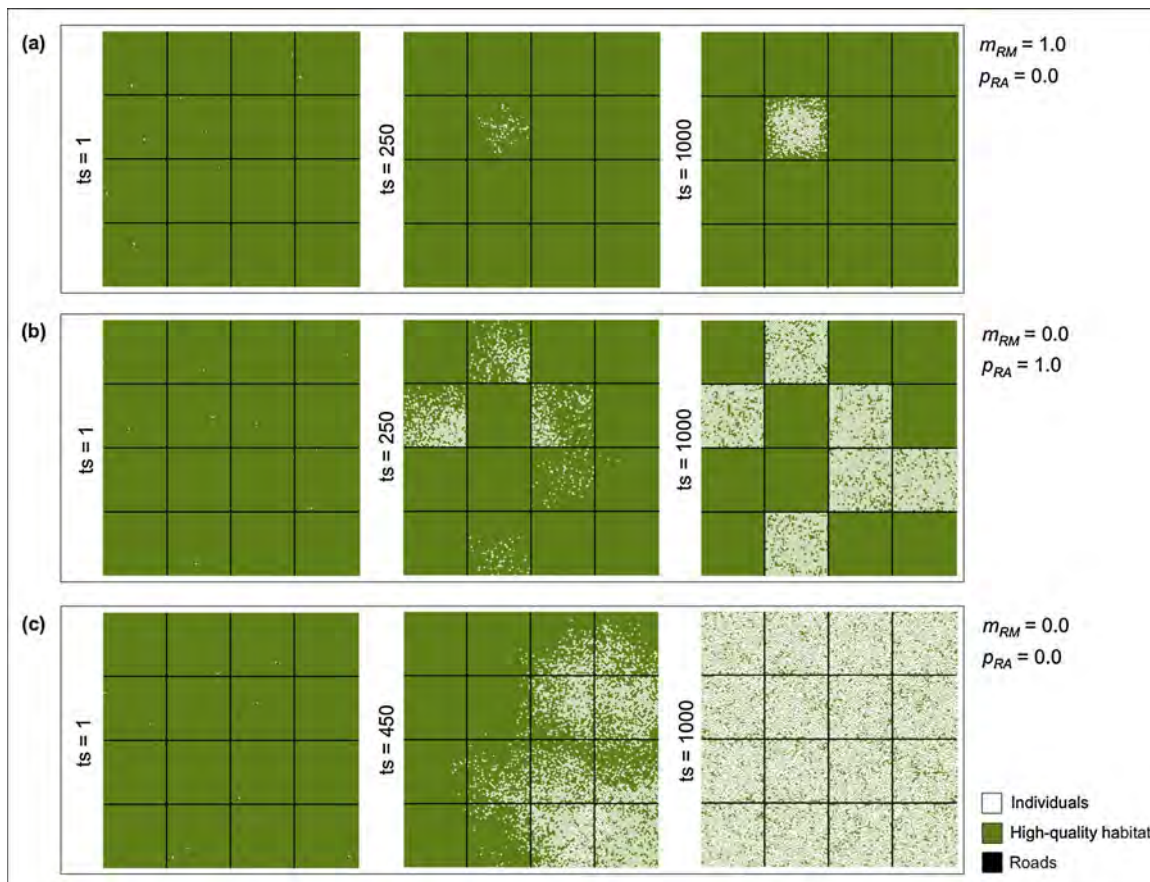 (a)
ts = 1
ts = 250
ts = 1000
m_RM = 1.0
p_RA = 0.0
(b)
ts = 1
ts = 250
ts = 1000
m_RM = 0.0
p_RA = 1.0
(c)
ts = 1
ts = 450
ts = 1000
m_RM = 0.0
p_RA = 0.0
Individuals
High-quality habitat
Roads